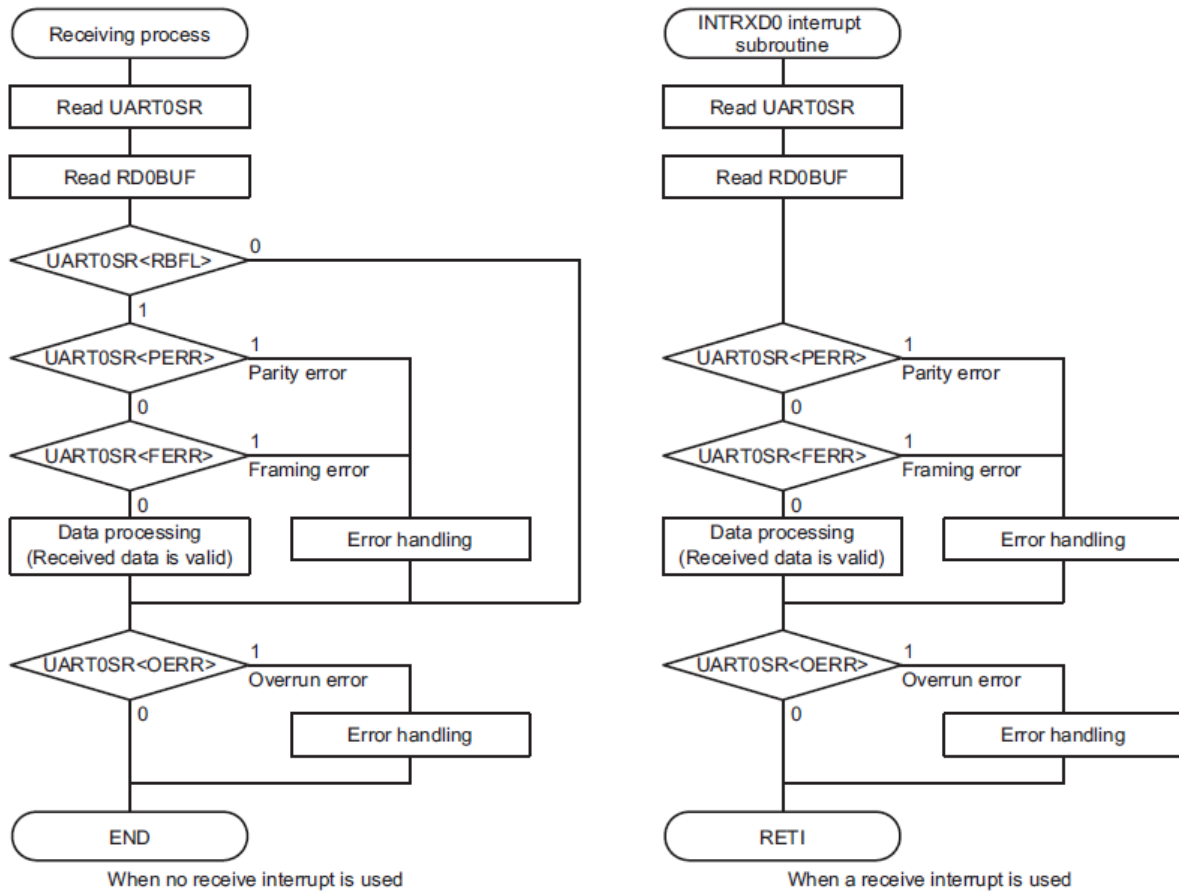 Receiving process
Read UART0SR
Read RD0BUF
UART0SR<RBFL>
0
1
UART0SR<PERR>
1
Parity error
0
UART0SR<FERR>
1
Framing error
0
Data processing
(Received data is valid)
Error handling
UART0SR<OERR>
1
Overrun error
0
Error handling
END
When no receive interrupt is used
INTRXD0 interrupt
subroutine
Read UART0SR
Read RD0BUF
UART0SR<PERR>
1
Parity error
0
UART0SR<FERR>
1
Framing error
0
Data processing
(Received data is valid)
Error handling
UART0SR<OERR>
1
Overrun error
0
Error handling
RETI
When a receive interrupt is used